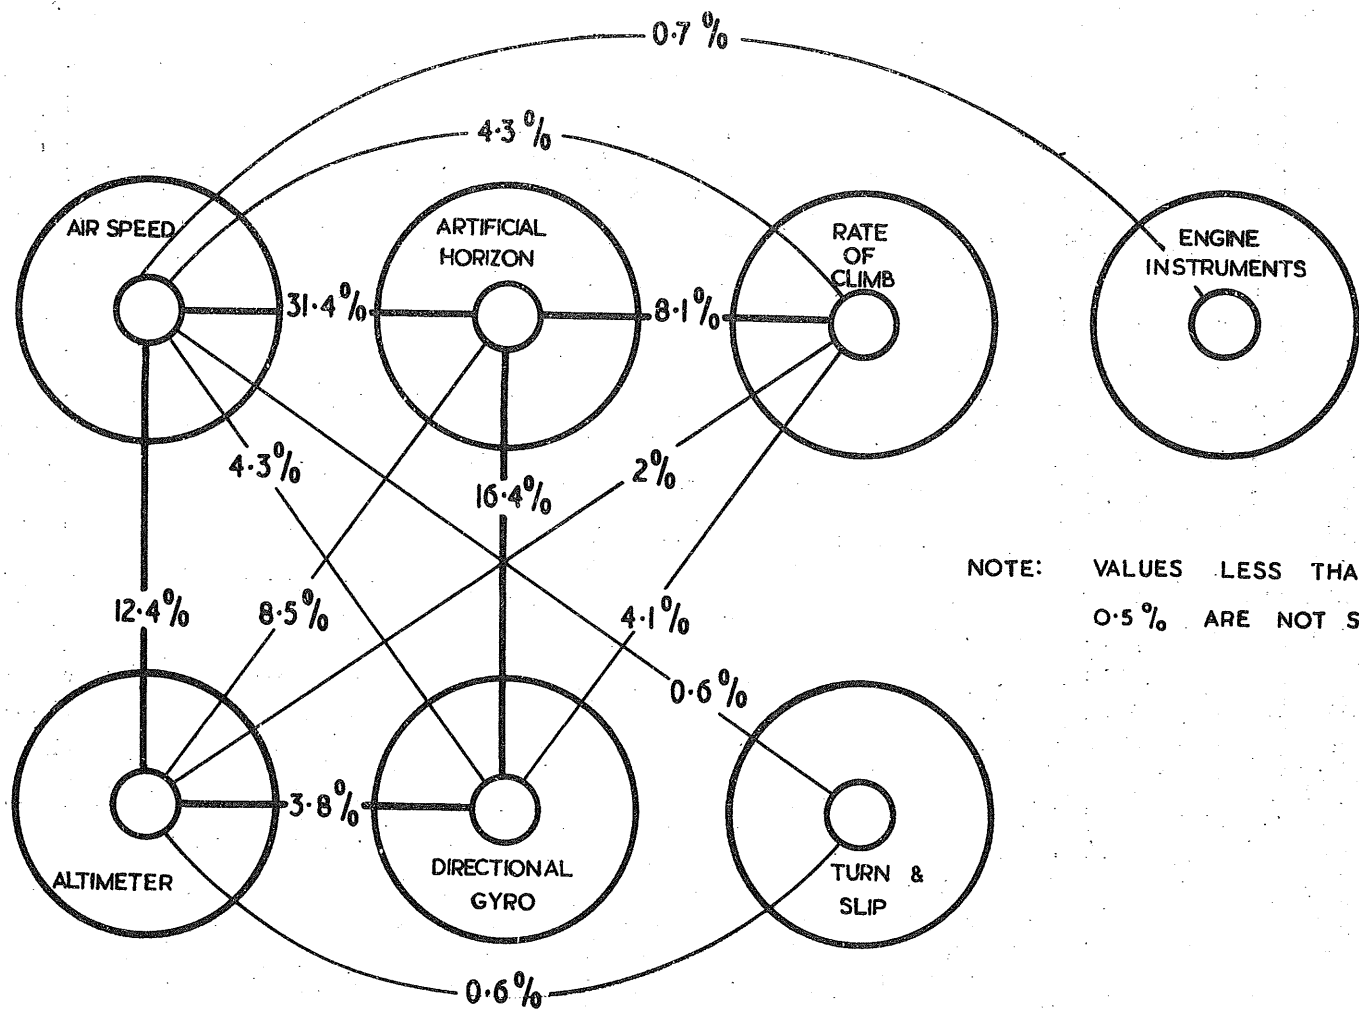 0·7 %
4·3 %
AIR SPEED
ARTIFICIAL
HORIZON
RATE
OF
CLIMB
ENGINE
INSTRUMENTS
31·4%
8·1%
4·3%
16·4%
2%
NOTE: VALUES LESS THA
0·5% ARE NOT S
12·4%
8·5%
4·1%
0·6%
3·8%
ALTIMETER
DIRECTIONAL
GYRO
TURN &
SLIP
0·6%